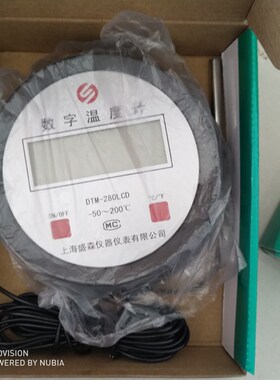 数字温度计
DTM-280LCD
-50~200℃
ON/OFF
℃/℉
MC
上海盛森仪器仪表有限公司
OVISION
POWERED BY NUBIA